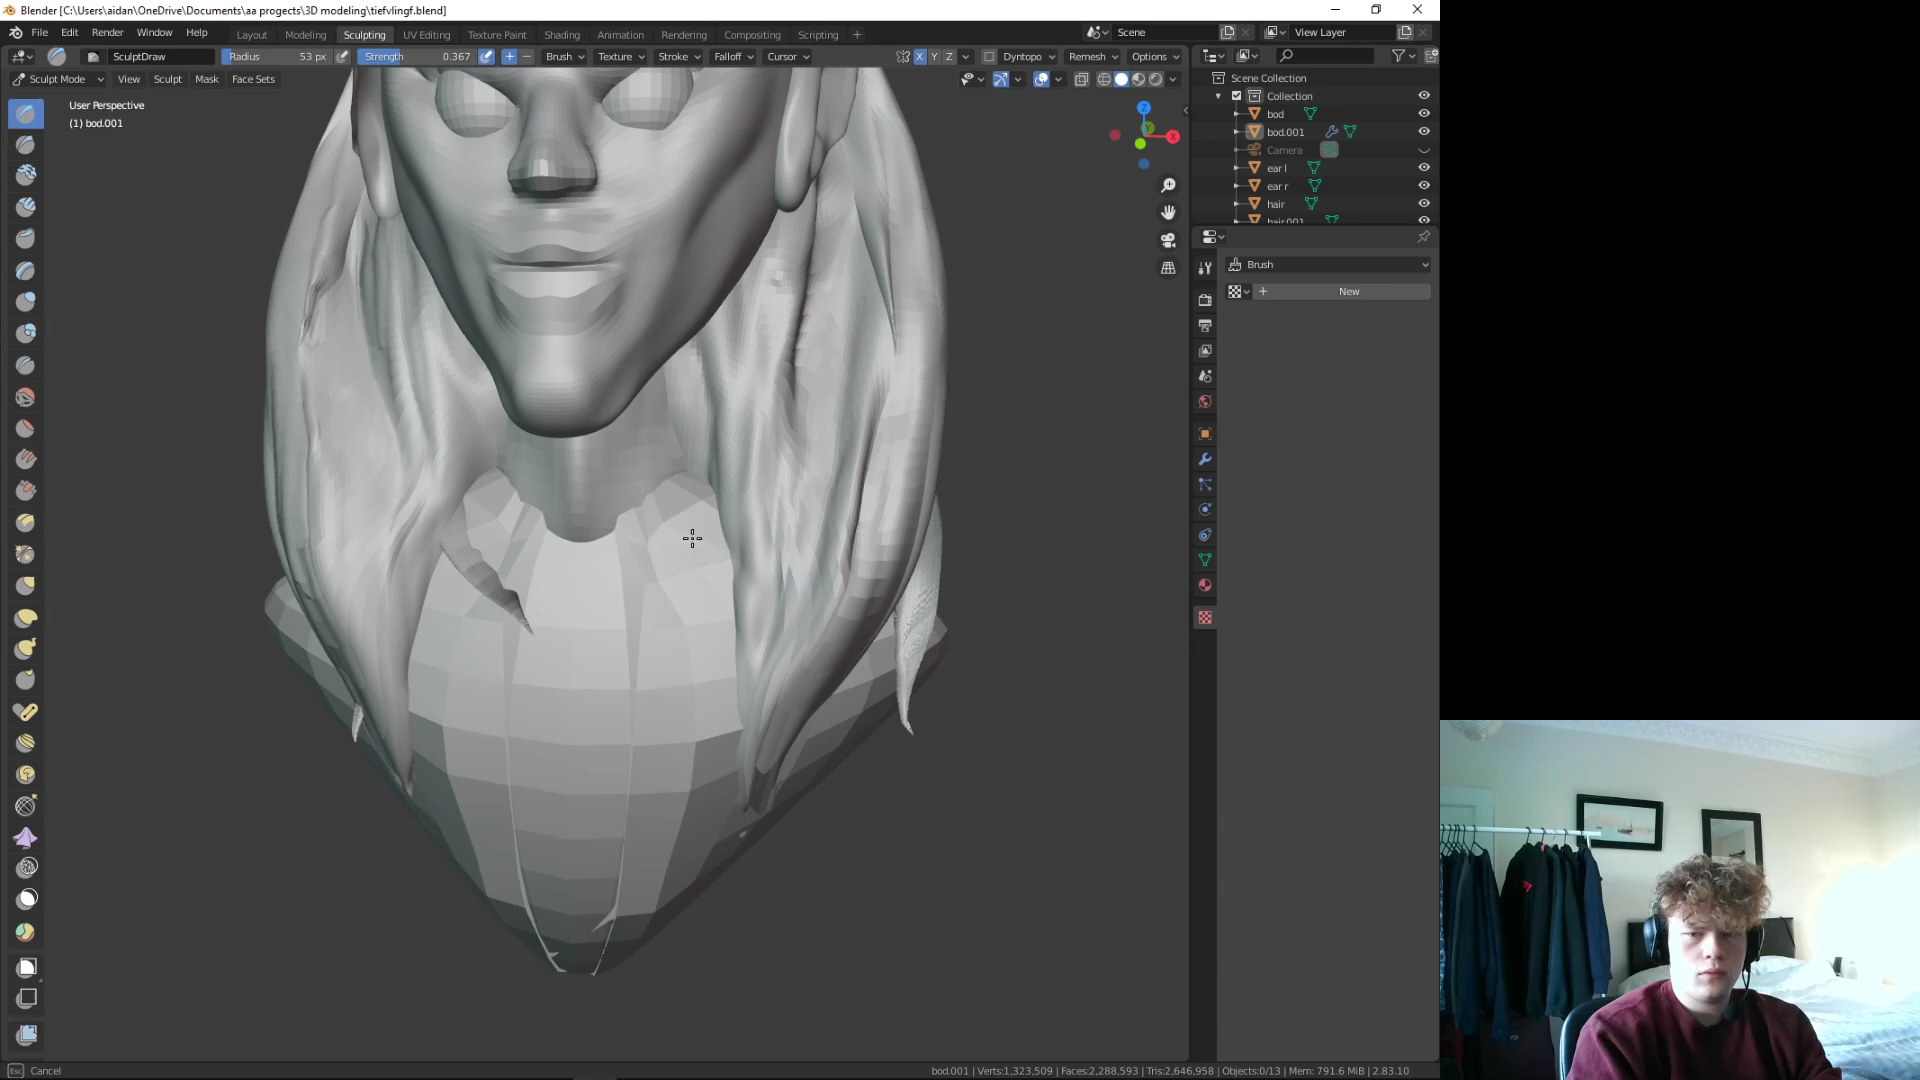 Blender [C:\Users\aidan\OneDrive\Documents\aa progects\3D modeling\tiefvlingf.blend]
File Edit Render Window Help
Layout Modeling Sculpting UV Editing Texture Paint Shading Animation Rendering Compositing Scripting +
Scene
View Layer
SculptDraw
Radius 53 px
Strength 0.367
Brush Texture Stroke Falloff Cursor
X Y Z
Dyntopo Remesh Options
Sculpt Mode View Sculpt Mask Face Sets
User Perspective
(1) bod.001
Z
X
Scene Collection
Collection
bod
bod.001
Camera
ear l
ear r
hair
hair.001
Brush
New
Esc Cancel
bod.001 | Verts:1,323,509 | Faces:2,288,593 | Tris:2,646,958 | Objects:0/13 | Mem: 791.6 MiB | 2.83.10